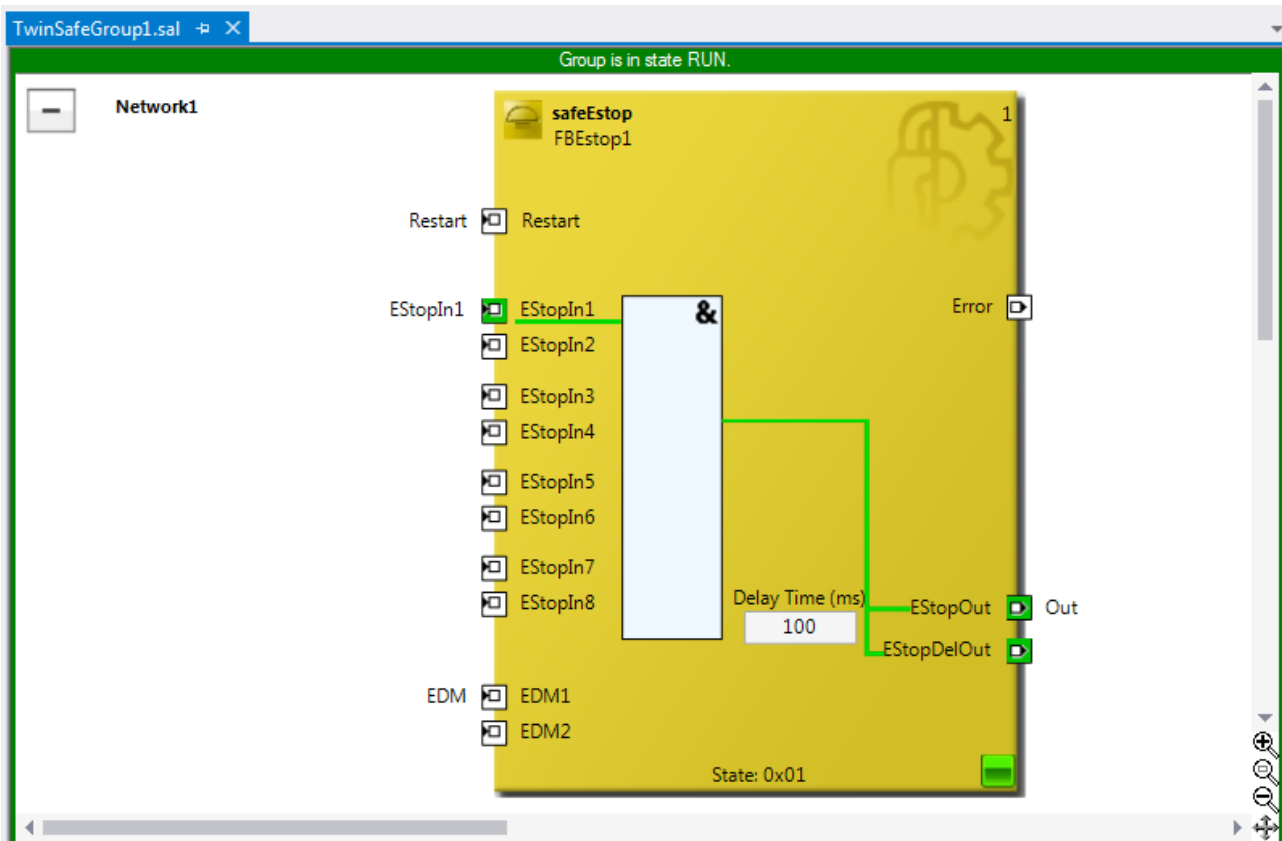 TwinSafeGroup1.sal
Group is in state RUN.
Network1
safeEstop
1
FBEstop1
Restart Restart
EStopIn1 EStopIn1 & Error
EStopIn2
EStopIn3
EStopIn4
EStopIn5
EStopIn6
EStopIn7
EStopIn8
Delay Time (ms)
100
EStopOut Out
EStopDelOut
EDM EDM1
EDM2
State: 0x01